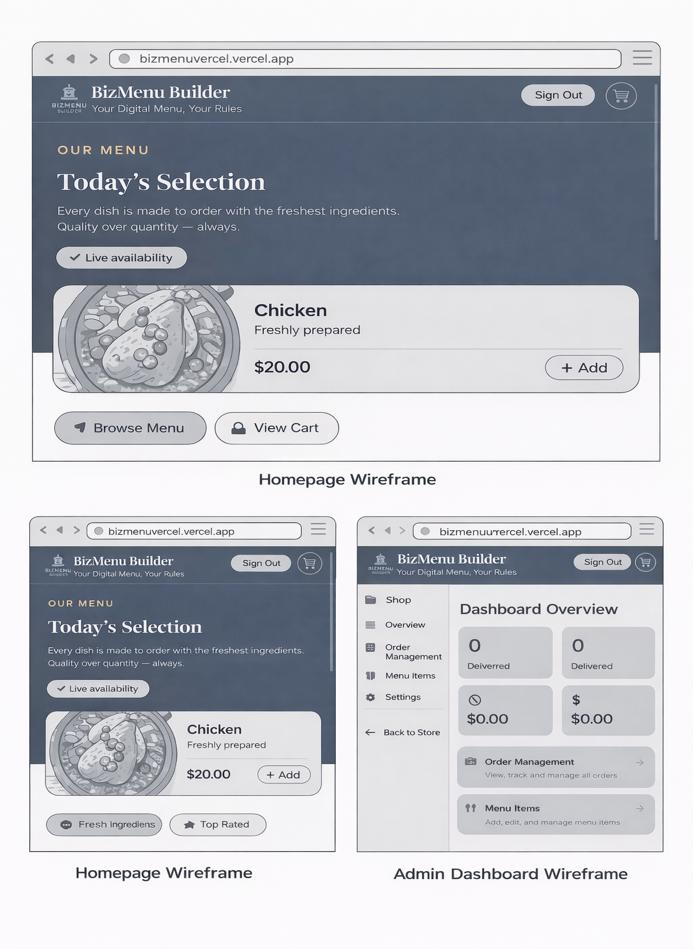 bizmenuvercel.vercel.app
BIZMENU
BUILDER
BizMenu Builder
Your Digital Menu, Your Rules
Sign Out
OUR MENU
Today's Selection
Every dish is made to order with the freshest ingredients.
Quality over quantity — always.
Live availability
Chicken
Freshly prepared
$20.00
+ Add
Browse Menu
View Cart
Homepage Wireframe
bizmenuvercel.vercel.app
BIZMENU
BUILDER
BizMenu Builder
Your Digital Menu, Your Rules
Sign Out
OUR MENU
Today's Selection
Every dish is made to order with the freshest ingredients.
Quality over quantity — always.
Live availability
Chicken
Freshly prepared
$20.00
+ Add
Fresh Ingrediens
Top Rated
Homepage Wireframe
BIZMENU
BUILDER
BizMenu Builder
Your Digital Menu, Your Rules
Sign Out
Shop
Overview
Order
Management
Menu Items
Settings
Back to Store
Dashboard Overview
0
Deliverred
0
Delivered
$0.00
$
$0.00
Order Management
View, track and manage all orders
Menu Items
Add, edit, and manage menu items
Admin Dashboard Wireframe